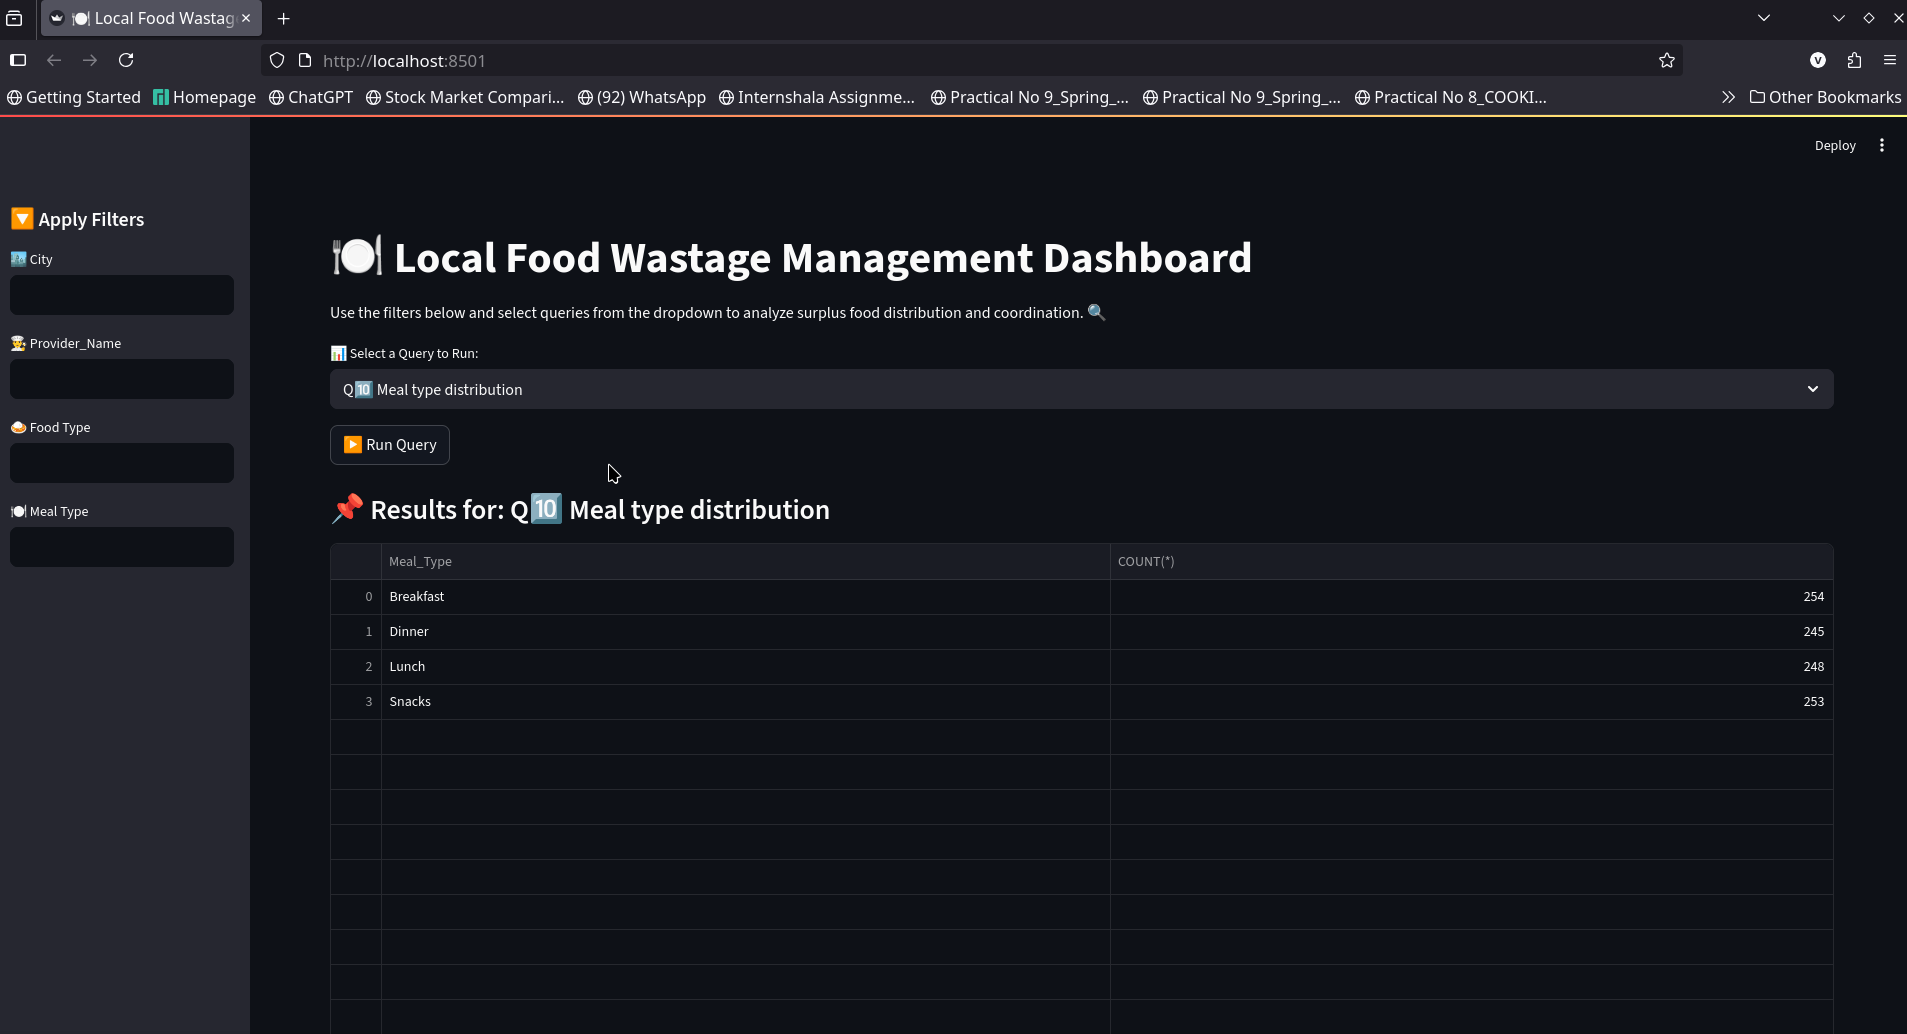 🍽️ Local Food Wastag
http://localhost:8501
Getting Started Homepage ChatGPT Stock Market Compari... (92) WhatsApp Internshala Assignme... Practical No 9_Spring_... Practical No 9_Spring_... Practical No 8_COOKI... Other Bookmarks
V
Deploy
🔽 Apply Filters
🏙️ City
👨‍🍳 Provider_Name
🍛 Food Type
🍽️ Meal Type
🍽️ Local Food Wastage Management Dashboard
Use the filters below and select queries from the dropdown to analyze surplus food distribution and coordination. 🔍
📊 Select a Query to Run:
Q🔟 Meal type distribution
▶️ Run Query
📌 Results for: Q🔟 Meal type distribution
Meal_Type COUNT(*)
0 Breakfast 254
1 Dinner 245
2 Lunch 248
3 Snacks 253